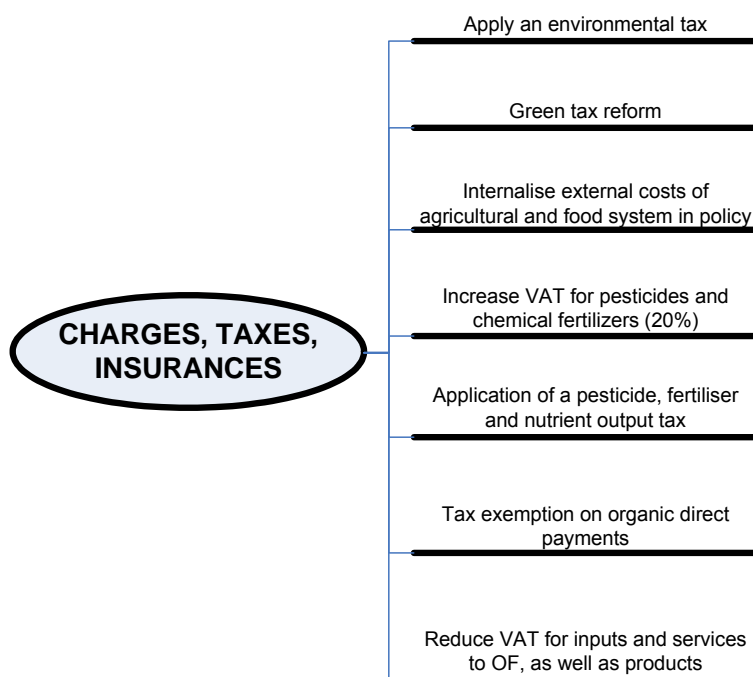 Apply an environmental tax
Green tax reform
Internalise external costs of
agricultural and food system in policy
Increase VAT for pesticides and
chemical fertilizers (20%)
CHARGES, TAXES,
INSURANCES
Application of a pesticide, fertiliser
and nutrient output tax
Tax exemption on organic direct
payments
Reduce VAT for inputs and services
to OF, as well as products